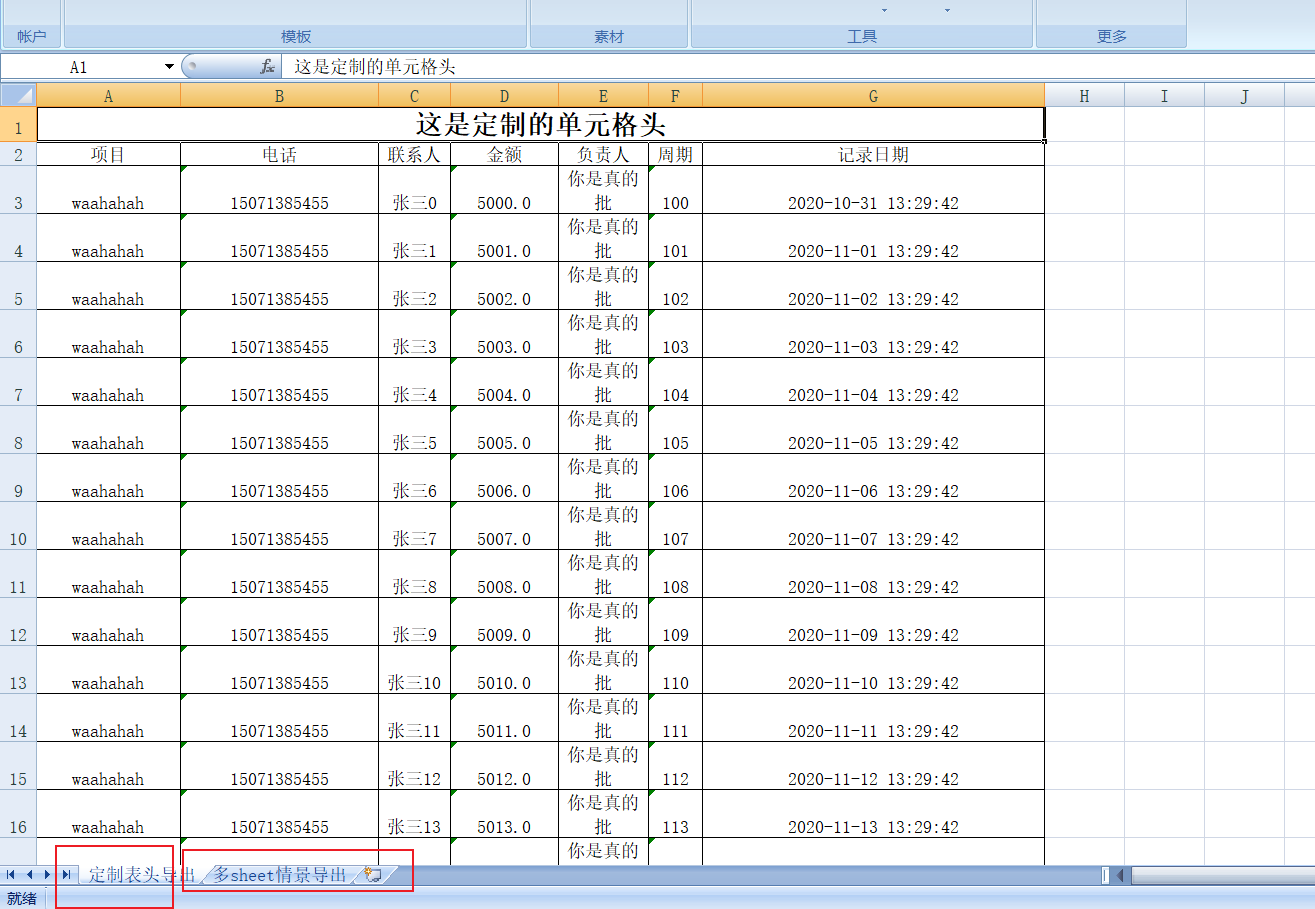 帐户 模板 素材 工具 更多
A1 fx 这是定制的单元格头
A B C D E F G H I J
1 这是定制的单元格头
2 项目 电话 联系人 金额 负责人 周期 记录日期
你是真的
3 waahahah 15071385455 张三0 5000.0 批 100 2020-10-31 13:29:42
你是真的
4 waahahah 15071385455 张三1 5001.0 批 101 2020-11-01 13:29:42
你是真的
5 waahahah 15071385455 张三2 5002.0 批 102 2020-11-02 13:29:42
你是真的
6 waahahah 15071385455 张三3 5003.0 批 103 2020-11-03 13:29:42
你是真的
7 waahahah 15071385455 张三4 5004.0 批 104 2020-11-04 13:29:42
你是真的
8 waahahah 15071385455 张三5 5005.0 批 105 2020-11-05 13:29:42
你是真的
9 waahahah 15071385455 张三6 5006.0 批 106 2020-11-06 13:29:42
你是真的
10 waahahah 15071385455 张三7 5007.0 批 107 2020-11-07 13:29:42
你是真的
11 waahahah 15071385455 张三8 5008.0 批 108 2020-11-08 13:29:42
你是真的
12 waahahah 15071385455 张三9 5009.0 批 109 2020-11-09 13:29:42
你是真的
13 waahahah 15071385455 张三10 5010.0 批 110 2020-11-10 13:29:42
你是真的
14 waahahah 15071385455 张三11 5011.0 批 111 2020-11-11 13:29:42
你是真的
15 waahahah 15071385455 张三12 5012.0 批 112 2020-11-12 13:29:42
你是真的
16 waahahah 15071385455 张三13 5013.0 批 113 2020-11-13 13:29:42
你是真的
定制表头导出 多sheet情景导出
就绪